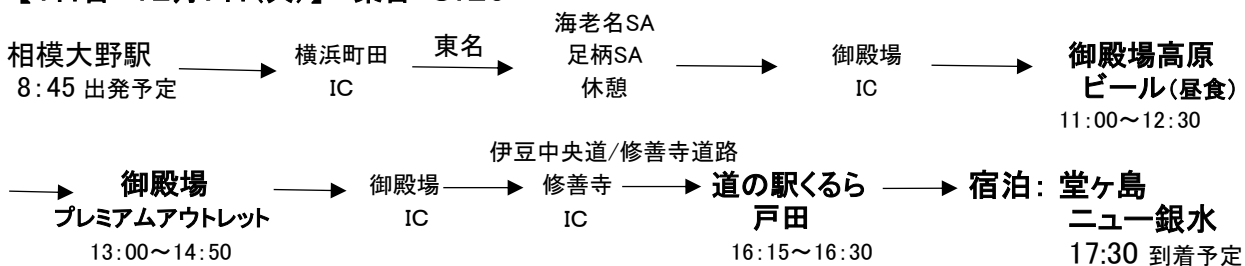 海老名SA
相模大野駅 横浜町田 東名 足柄SA 御殿場 御殿場高原
8:45 出発予定 IC 休憩 IC ビール(昼食)
11:00~12:30
伊豆中央道/修善寺道路
御殿場 御殿場 修善寺 道の駅くるら 宿泊: 堂ヶ島
プレミアムアウトレット IC IC 戸田 ニュー銀水
13:00~14:50 16:15~16:30 17:30 到着予定